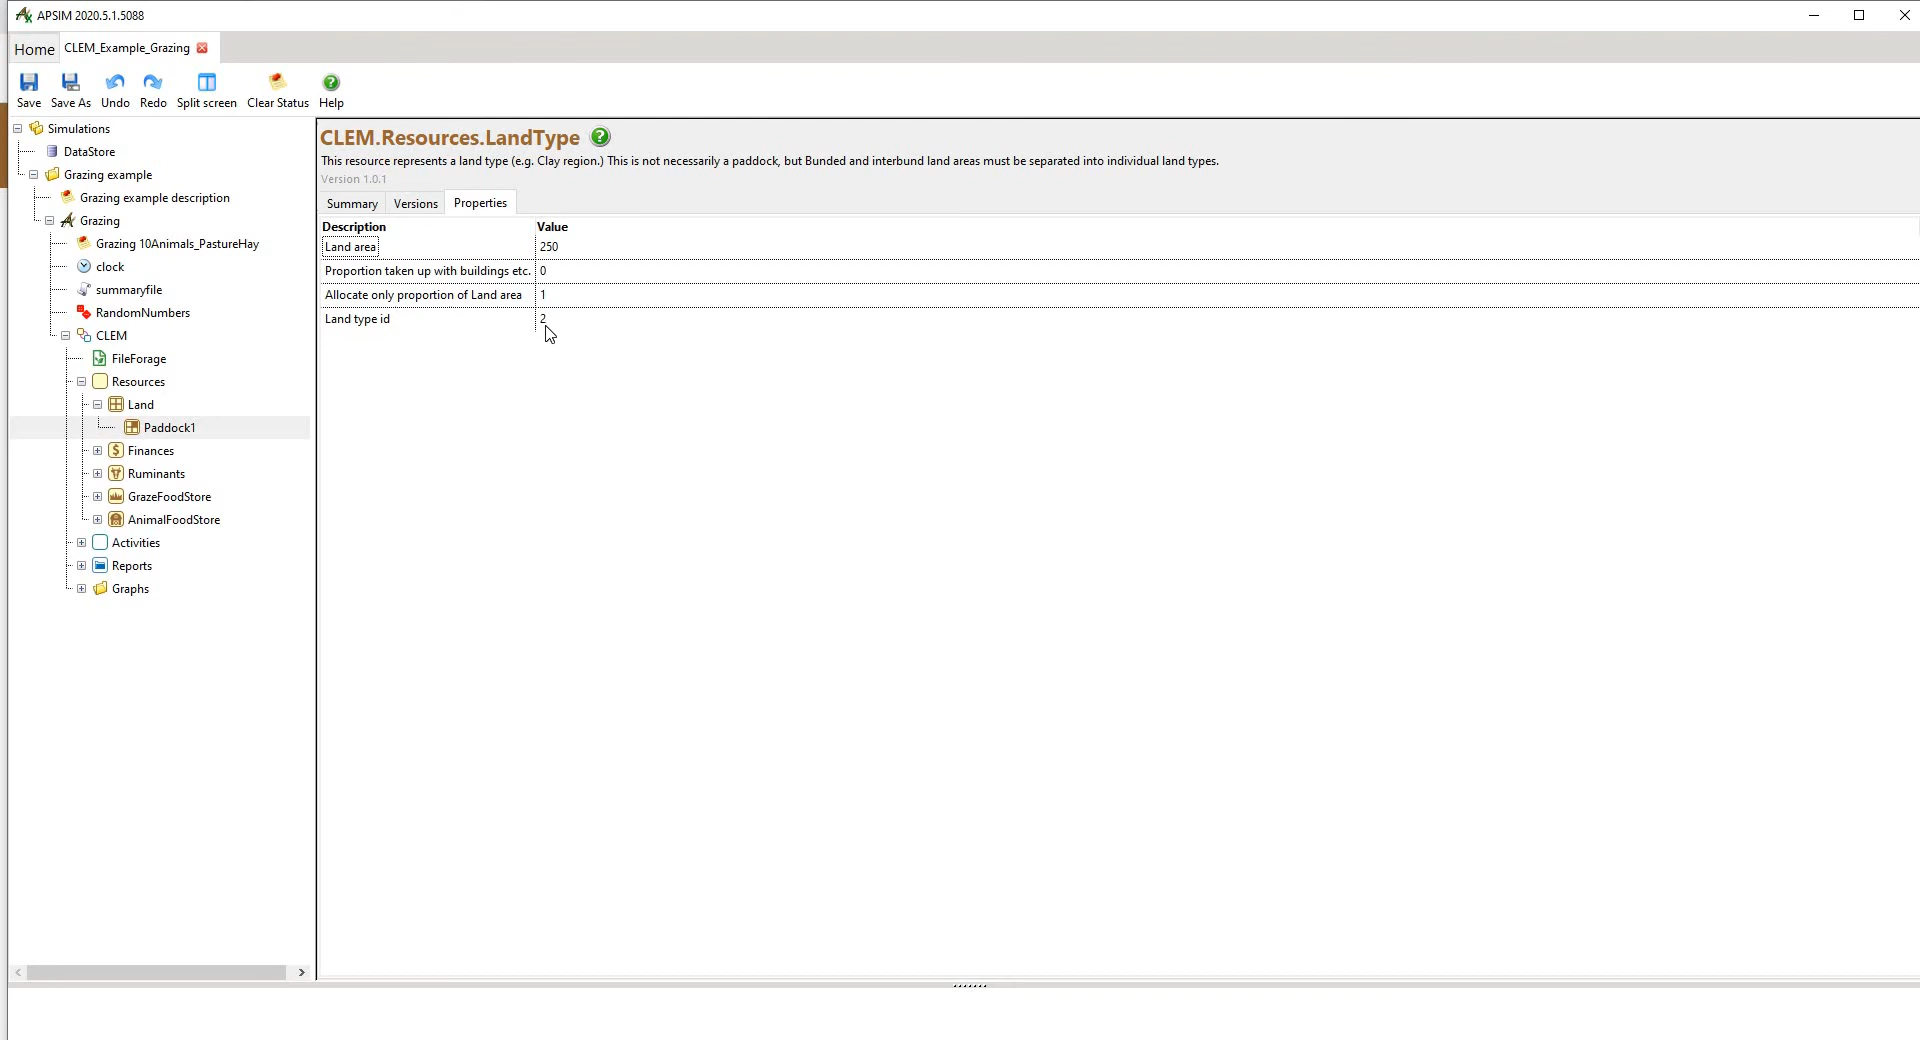 APSIM 2020.5.1.5088
Home CLEM_Example_Grazing
Save Save As Undo Redo Split screen Clear Status Help
Simulations
DataStore
Grazing example
Grazing example description
Grazing
Grazing 10Animals_PastureHay
clock
summaryfile
RandomNumbers
CLEM
FileForage
Resources
Land
Paddock1
Finances
Ruminants
GrazeFoodStore
AnimalFoodStore
Activities
Reports
Graphs
CLEM.Resources.LandType
This resource represents a land type (e.g. Clay region.) This is not necessarily a paddock, but Bunded and interbund land areas must be separated into individual land types.
Version 1.0.1
Summary Versions Properties
Description Value
Land area 250
Proportion taken up with buildings etc. 0
Allocate only proportion of Land area 1
Land type id 2